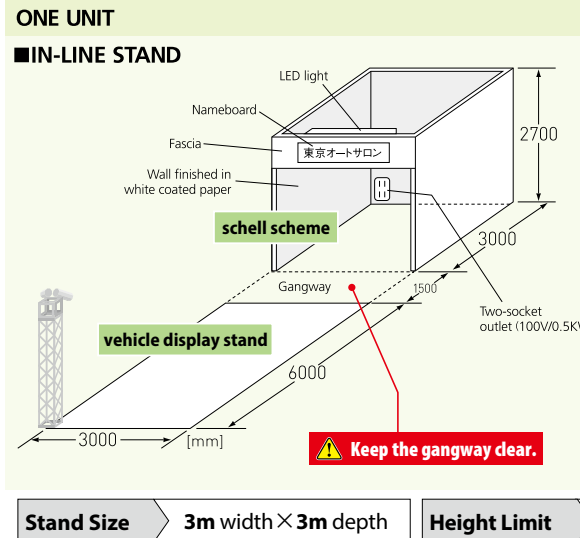 ONE UNIT
■IN-LINE STAND
LED light
Nameboard
Fascia
東京オートサロン
Wall finished in
white coated paper
2700
schell scheme
3000
Gangway
1500
Two-socket
outlet (100V/0.5K
vehicle display stand
6000
3000
[mm]
Keep the gangway clear.
Stand Size
3m width×3m depth
Height Limit